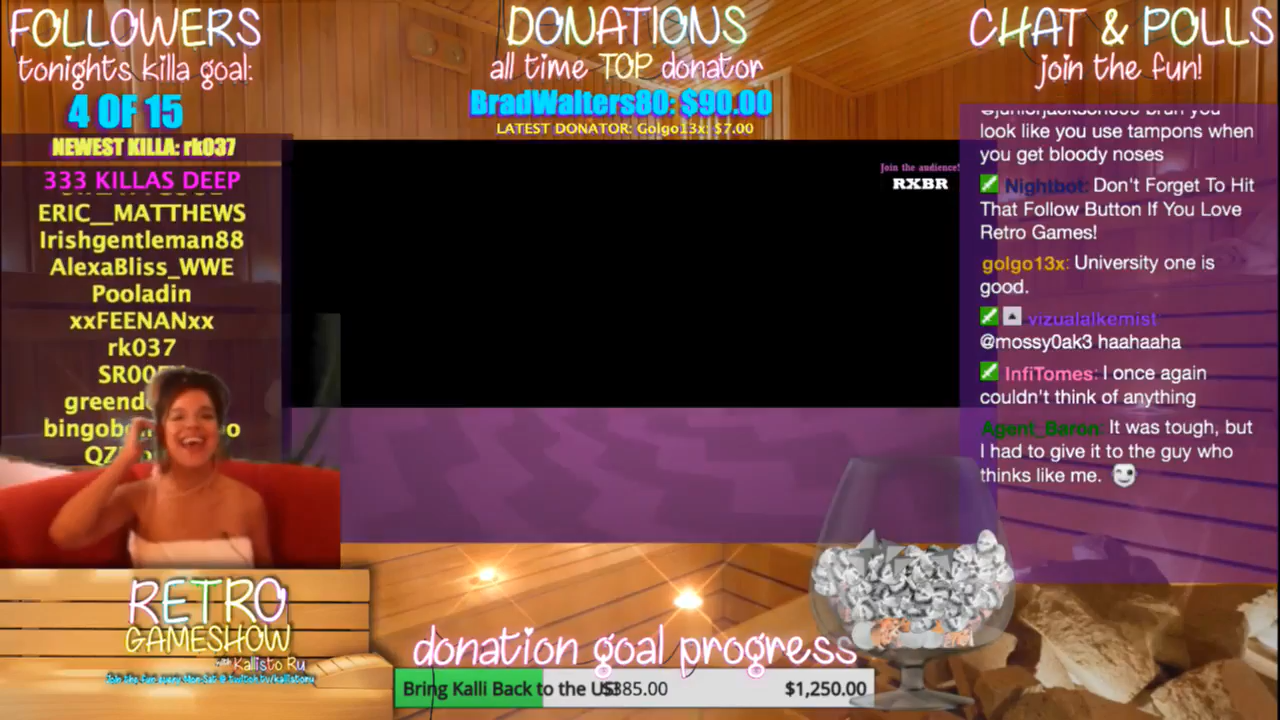 FOLLOWERS
tonights killa goal:
4 OF 15
NEWEST KILLA: rk037
333 KILLAS DEEP
ERIC__MATTHEWS
Irishgentleman88
AlexaBliss_WWE
Pooladin
xxFEENANxx
rk037
DONATIONS
all time TOP donator
BradWalters80: $90.00
LATEST DONATOR: Golgo13x: $7.00
Join the audience!
RXBR
CHAT & POLLS
join the fun!
look like you use tampons when
you get bloody noses
Nightbot: Don't Forget To Hit
That Follow Button If You Love
Retro Games!
golgo13x: University one is
good.
vizualalkemist
@mossy0ak3 haahaaha
InfiTomes: I once again
couldn't think of anything
Agent_Baron: It was tough, but
I had to give it to the guy who
thinks like me.
RETRO
GAMESHOW
with Kallisto Ru
donation goal progress
Bring Kalli Back to the US!
$385.00
$1,250.00